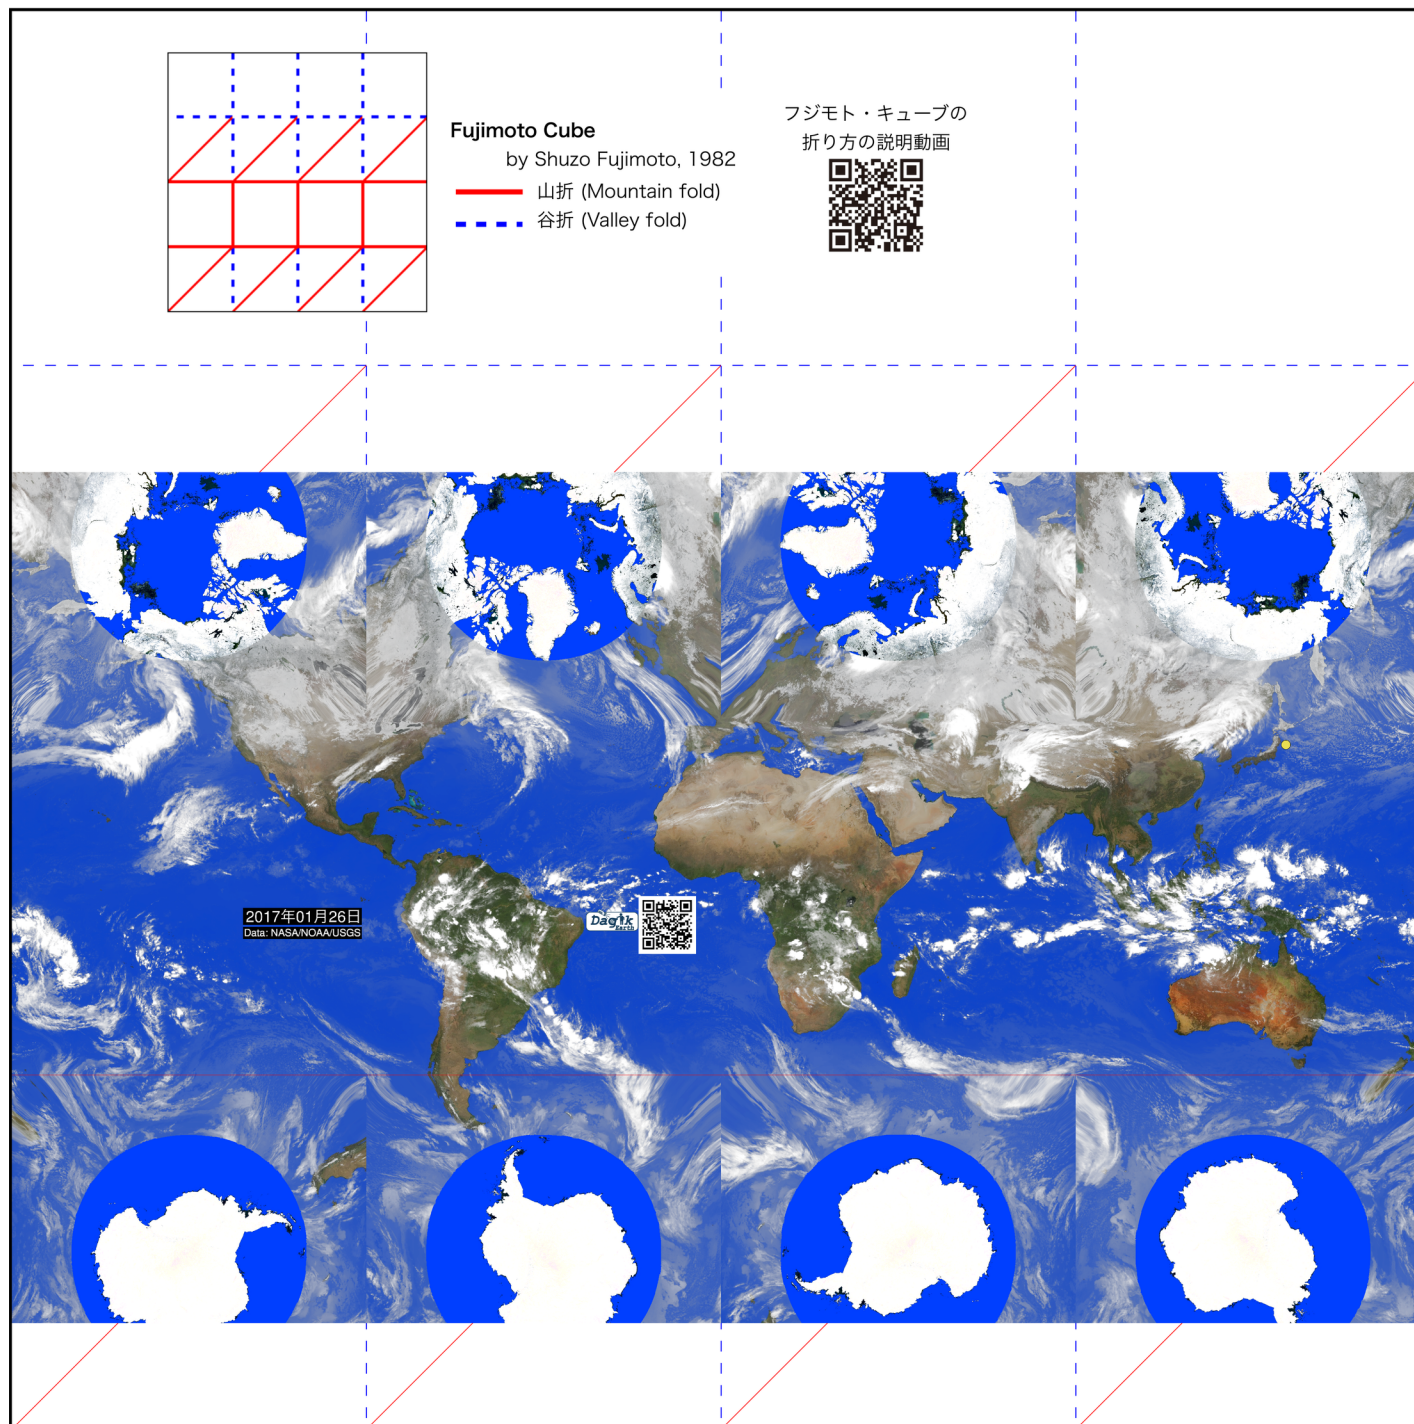 Fujimoto Cube
by Shuzo Fujimoto, 1982
山折 (Mountain fold)
谷折 (Valley fold)
フジモト・キューブの
折り方の説明動画
2017年01月26日
Data: NASA/NOAA/USGS
Dagik
Earth